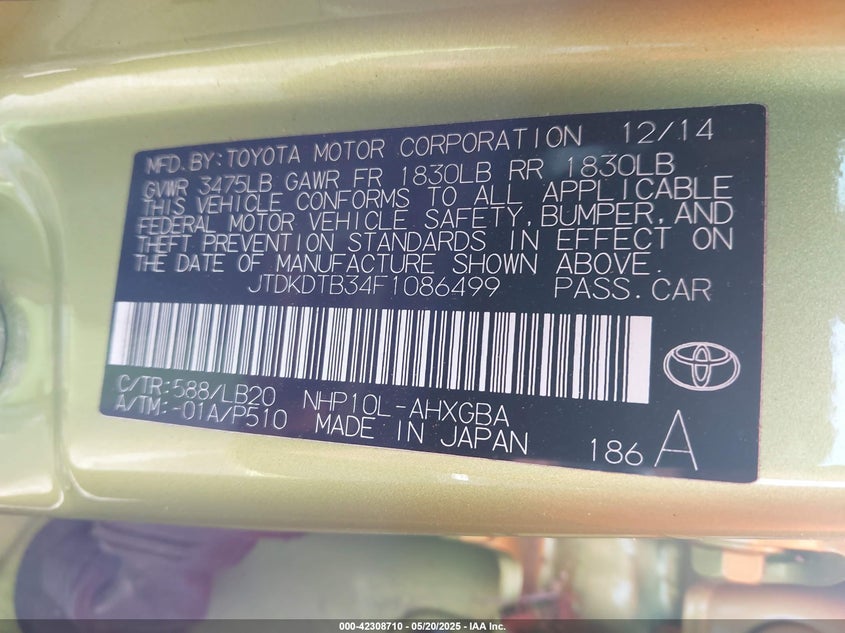 MFD.BY:TOYOTA MOTOR CORPORATION 12/14
GVWR 3475LB GAWR FR 1830LB RR 1830LB
THIS VEHICLE CONFORMS TO ALL APPLICABLE
FEDERAL MOTOR VEHICLE SAFETY,BUMPER,AND
THEFT PREVENTION STANDARDS IN EFFECT ON
THE DATE OF MANUFACTURE SHOWN ABOVE.
JTDKDTB34F1086499 PASS.CAR
C/TR:588/LB20 NHP10L-AHXGBA
A/TM:-01A/P510 MADE IN JAPAN 186 A
000-42308710 - 05/20/2025 - IAA Inc.